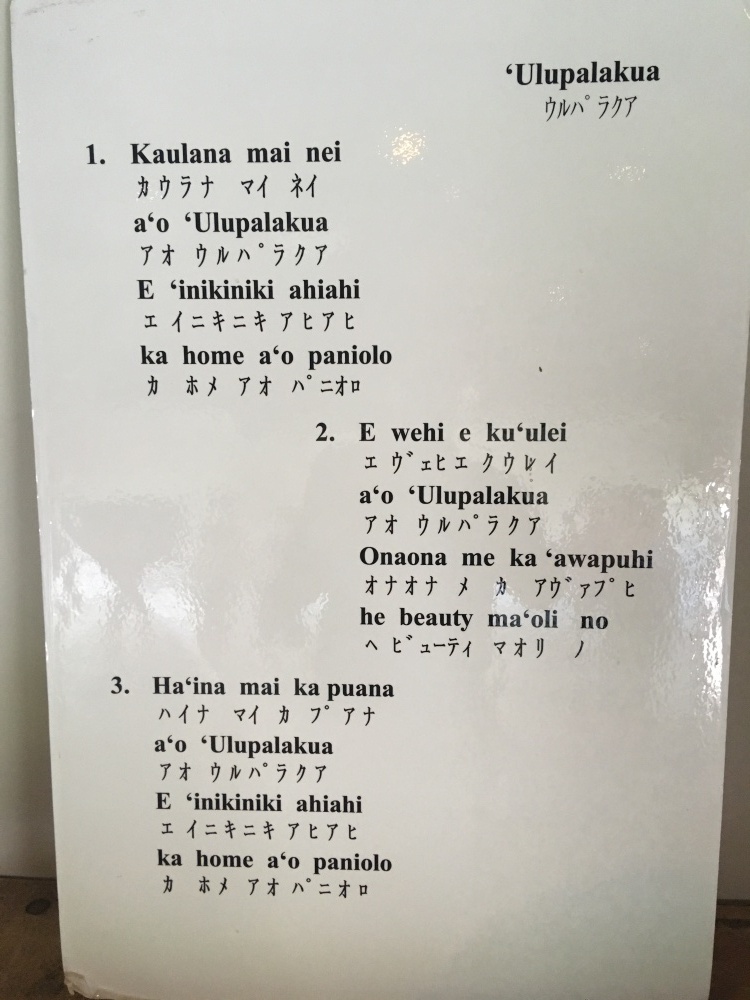 ‘Ulupalakua
ウルパラクア
1. Kaulana mai nei
カウラナ マイ ネイ
a‘o ‘Ulupalakua
アオ ウルパラクア
E ‘inikiniki ahiahi
エ イニキニキ アヒアヒ
ka home a‘o paniolo
カ ホメ アオ パニオロ
2. E wehi e ku‘ulei
エ ヴェヒ エ クウレイ
a‘o ‘Ulupalakua
アオ ウルパラクア
Onaona me ka ‘awapuhi
オナオナ メ カ アヴァプヒ
he beauty ma‘oli no
ヘ ビューティ マオリ ノ
3. Ha‘ina mai ka puana
ハイナ マイ カ プアナ
a‘o ‘Ulupalakua
アオ ウルパラクア
E ‘inikiniki ahiahi
エ イニキニキ アヒアヒ
ka home a‘o paniolo
カ ホメ アオ パニオロ